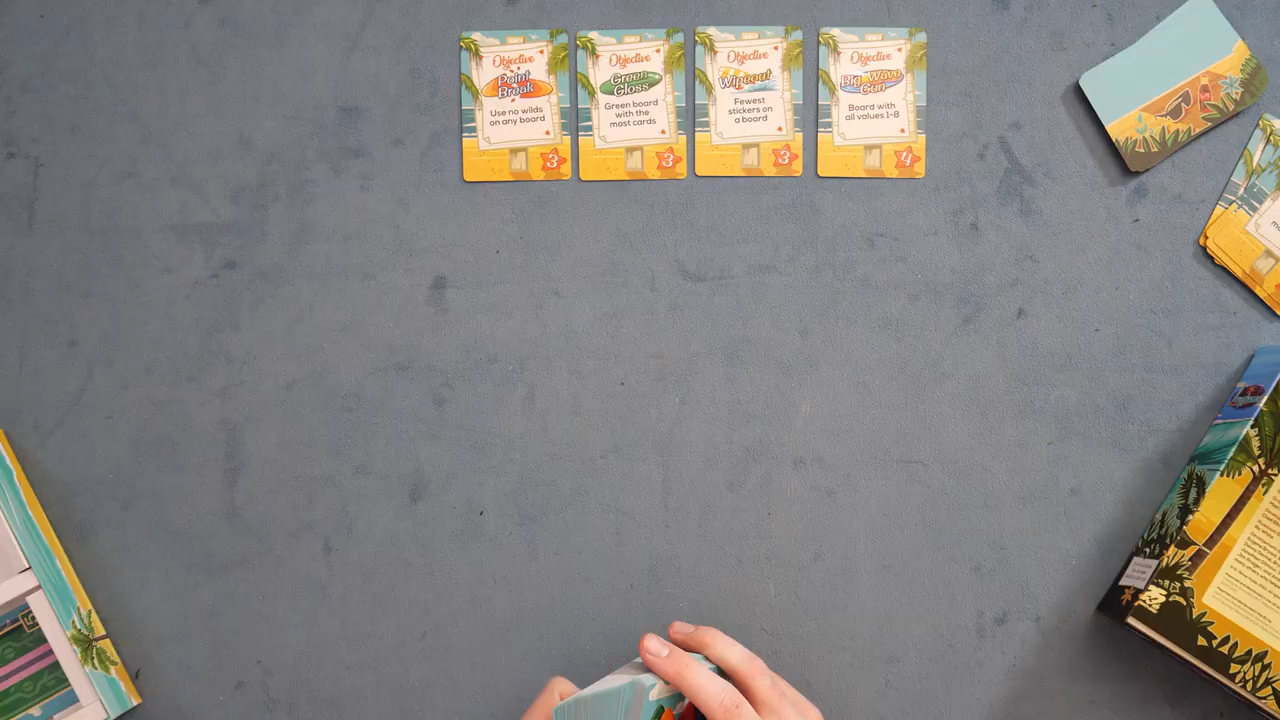 Objective
Point
Break
Use no wilds
on any board
3
Objective
Green
Gloss
Green board
with the
most cards
3
Objective
Wipeout
Fewest
stickers on
a board
3
Objective
Big Wave
Gun
Board with
all values 1-8
4